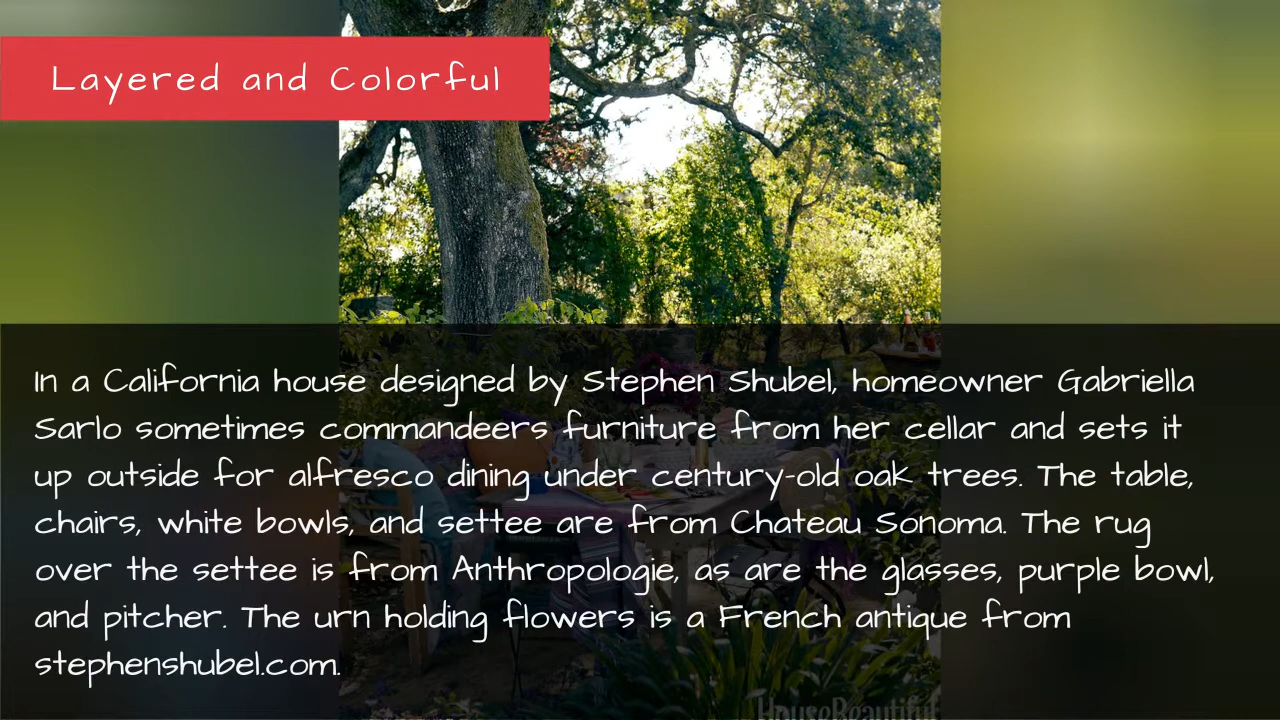 Layered and Colorful
In a California house designed by Stephen Shubel, homeowner Gabriella
Sarlo sometimes commandeers furniture from her cellar and sets it
up outside for alfresco dining under century-old oak trees. The table,
chairs, white bowls, and settee are from Chateau Sonoma. The rug
over the settee is from Anthropologie, as are the glasses, purple bowl,
and pitcher. The urn holding flowers is a French antique from
stephenshubel.com.
HouseBeautiful